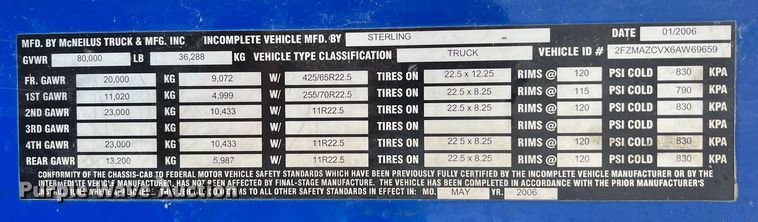 MFD. BY McNEILUS TRUCK & MFG. INC INCOMPLETE VEHICLE MFD. BY STERLING DATE 01/2006
GVWR 80,000 LB 36,288 KG VEHICLE TYPE CLASSIFICATION TRUCK VEHICLE ID # 2FZMAZCVX6AW69659
FR. GAWR 20,000 KG 9,072 W/ 425/65R22.5 TIRES ON 22.5 x 12.25 RIMS @ 120 PSI COLD 830 KPA
1ST GAWR 11,020 KG 4,999 W/ 255/70R22.5 TIRES ON 22.5 x 8.25 RIMS @ 115 PSI COLD 790 KPA
2ND GAWR 23,000 KG 10,433 W/ 11R22.5 TIRES ON 22.5 x 8.25 RIMS @ 120 PSI COLD 830 KPA
3RD GAWR KG W/ TIRES ON RIMS @ PSI COLD KPA
4TH GAWR 23,000 KG 10,433 W/ 11R22.5 TIRES ON 22.5 x 8.25 RIMS @ 120 PSI COLD 830 KPA
REAR GAWR 13,200 KG 5,987 W/ 11R22.5 TIRES ON 22.5 x 8.25 RIMS @ 120 PSI COLD 830 KPA
CONFORMITY OF THE CHASSIS-CAB TO FEDERAL MOTOR VEHICLE SAFETY STANDARDS WHICH HAVE BEEN PREVIOUSLY FULLY CERTIFIED BY THE INCOMPLETE VEHICLE MANUFACTURER OR BY THE
INTERMEDIATE VEHICLE MANUFACTURER, HAS NOT BEEN AFFECTED BY FINAL-STAGE MANUFACTURE. THE VEHICLE HAS BEEN COMPLETED IN ACCORDANCE WITH THE PRIOR MANUFACTURER'S
ALL OTHER SAFETY STANDARDS IN EFFECT IN: MO. MAY YR. 2006
Purple Wave Auction